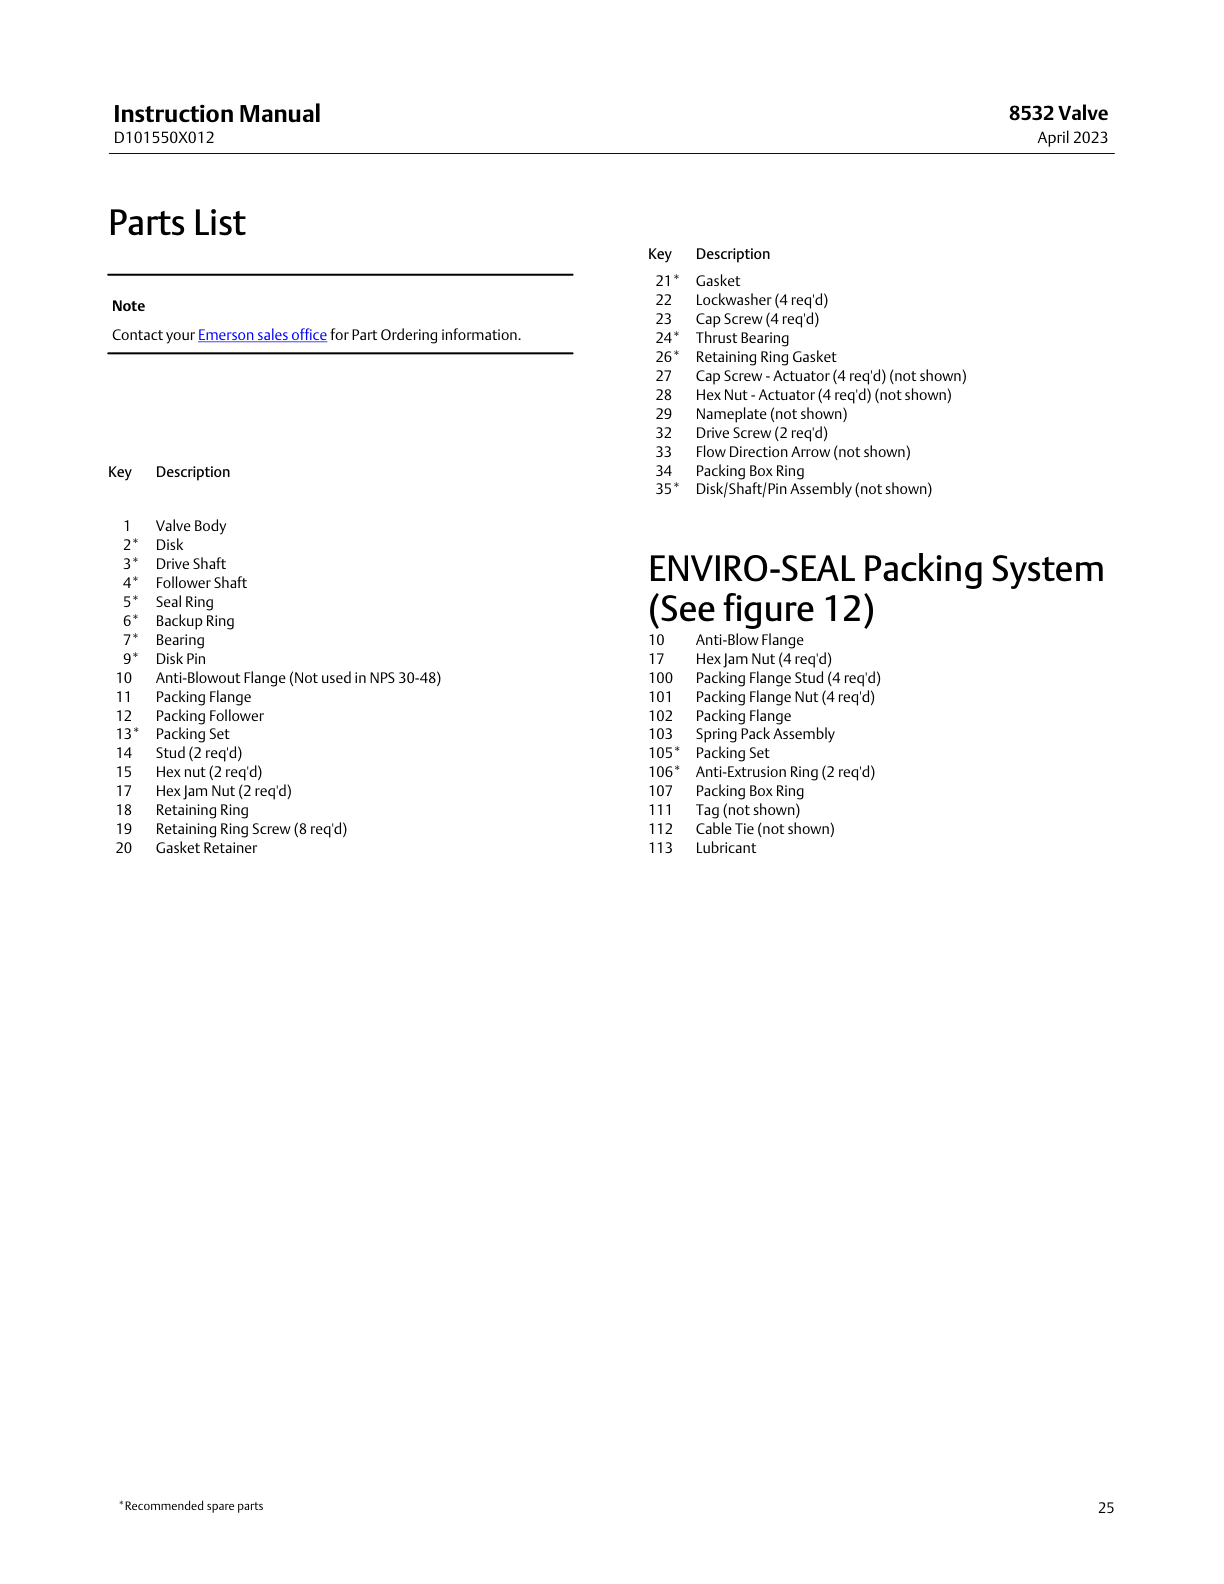 Instruction Manual
D101550X012
8532 Valve
April 2023
Parts List
Note
Contact your Emerson sales office for Part Ordering information.
Key Description
1 Valve Body
2* Disk
3* Drive Shaft
4* Follower Shaft
5* Seal Ring
6* Backup Ring
7* Bearing
9* Disk Pin
10 Anti-Blowout Flange (Not used in NPS 30-48)
11 Packing Flange
12 Packing Follower
13* Packing Set
14 Stud (2 req'd)
15 Hex nut (2 req'd)
17 Hex Jam Nut (2 req'd)
18 Retaining Ring
19 Retaining Ring Screw (8 req'd)
20 Gasket Retainer
Key Description
21* Gasket
22 Lockwasher (4 req'd)
23 Cap Screw (4 req'd)
24* Thrust Bearing
26* Retaining Ring Gasket
27 Cap Screw - Actuator (4 req'd) (not shown)
28 Hex Nut - Actuator (4 req'd) (not shown)
29 Nameplate (not shown)
32 Drive Screw (2 req'd)
33 Flow Direction Arrow (not shown)
34 Packing Box Ring
35* Disk/Shaft/Pin Assembly (not shown)
ENVIRO-SEAL Packing System
(See figure 12)
10 Anti-Blow Flange
17 Hex Jam Nut (4 req'd)
100 Packing Flange Stud (4 req'd)
101 Packing Flange Nut (4 req'd)
102 Packing Flange
103 Spring Pack Assembly
105* Packing Set
106* Anti-Extrusion Ring (2 req'd)
107 Packing Box Ring
111 Tag (not shown)
112 Cable Tie (not shown)
113 Lubricant
*Recommended spare parts
25